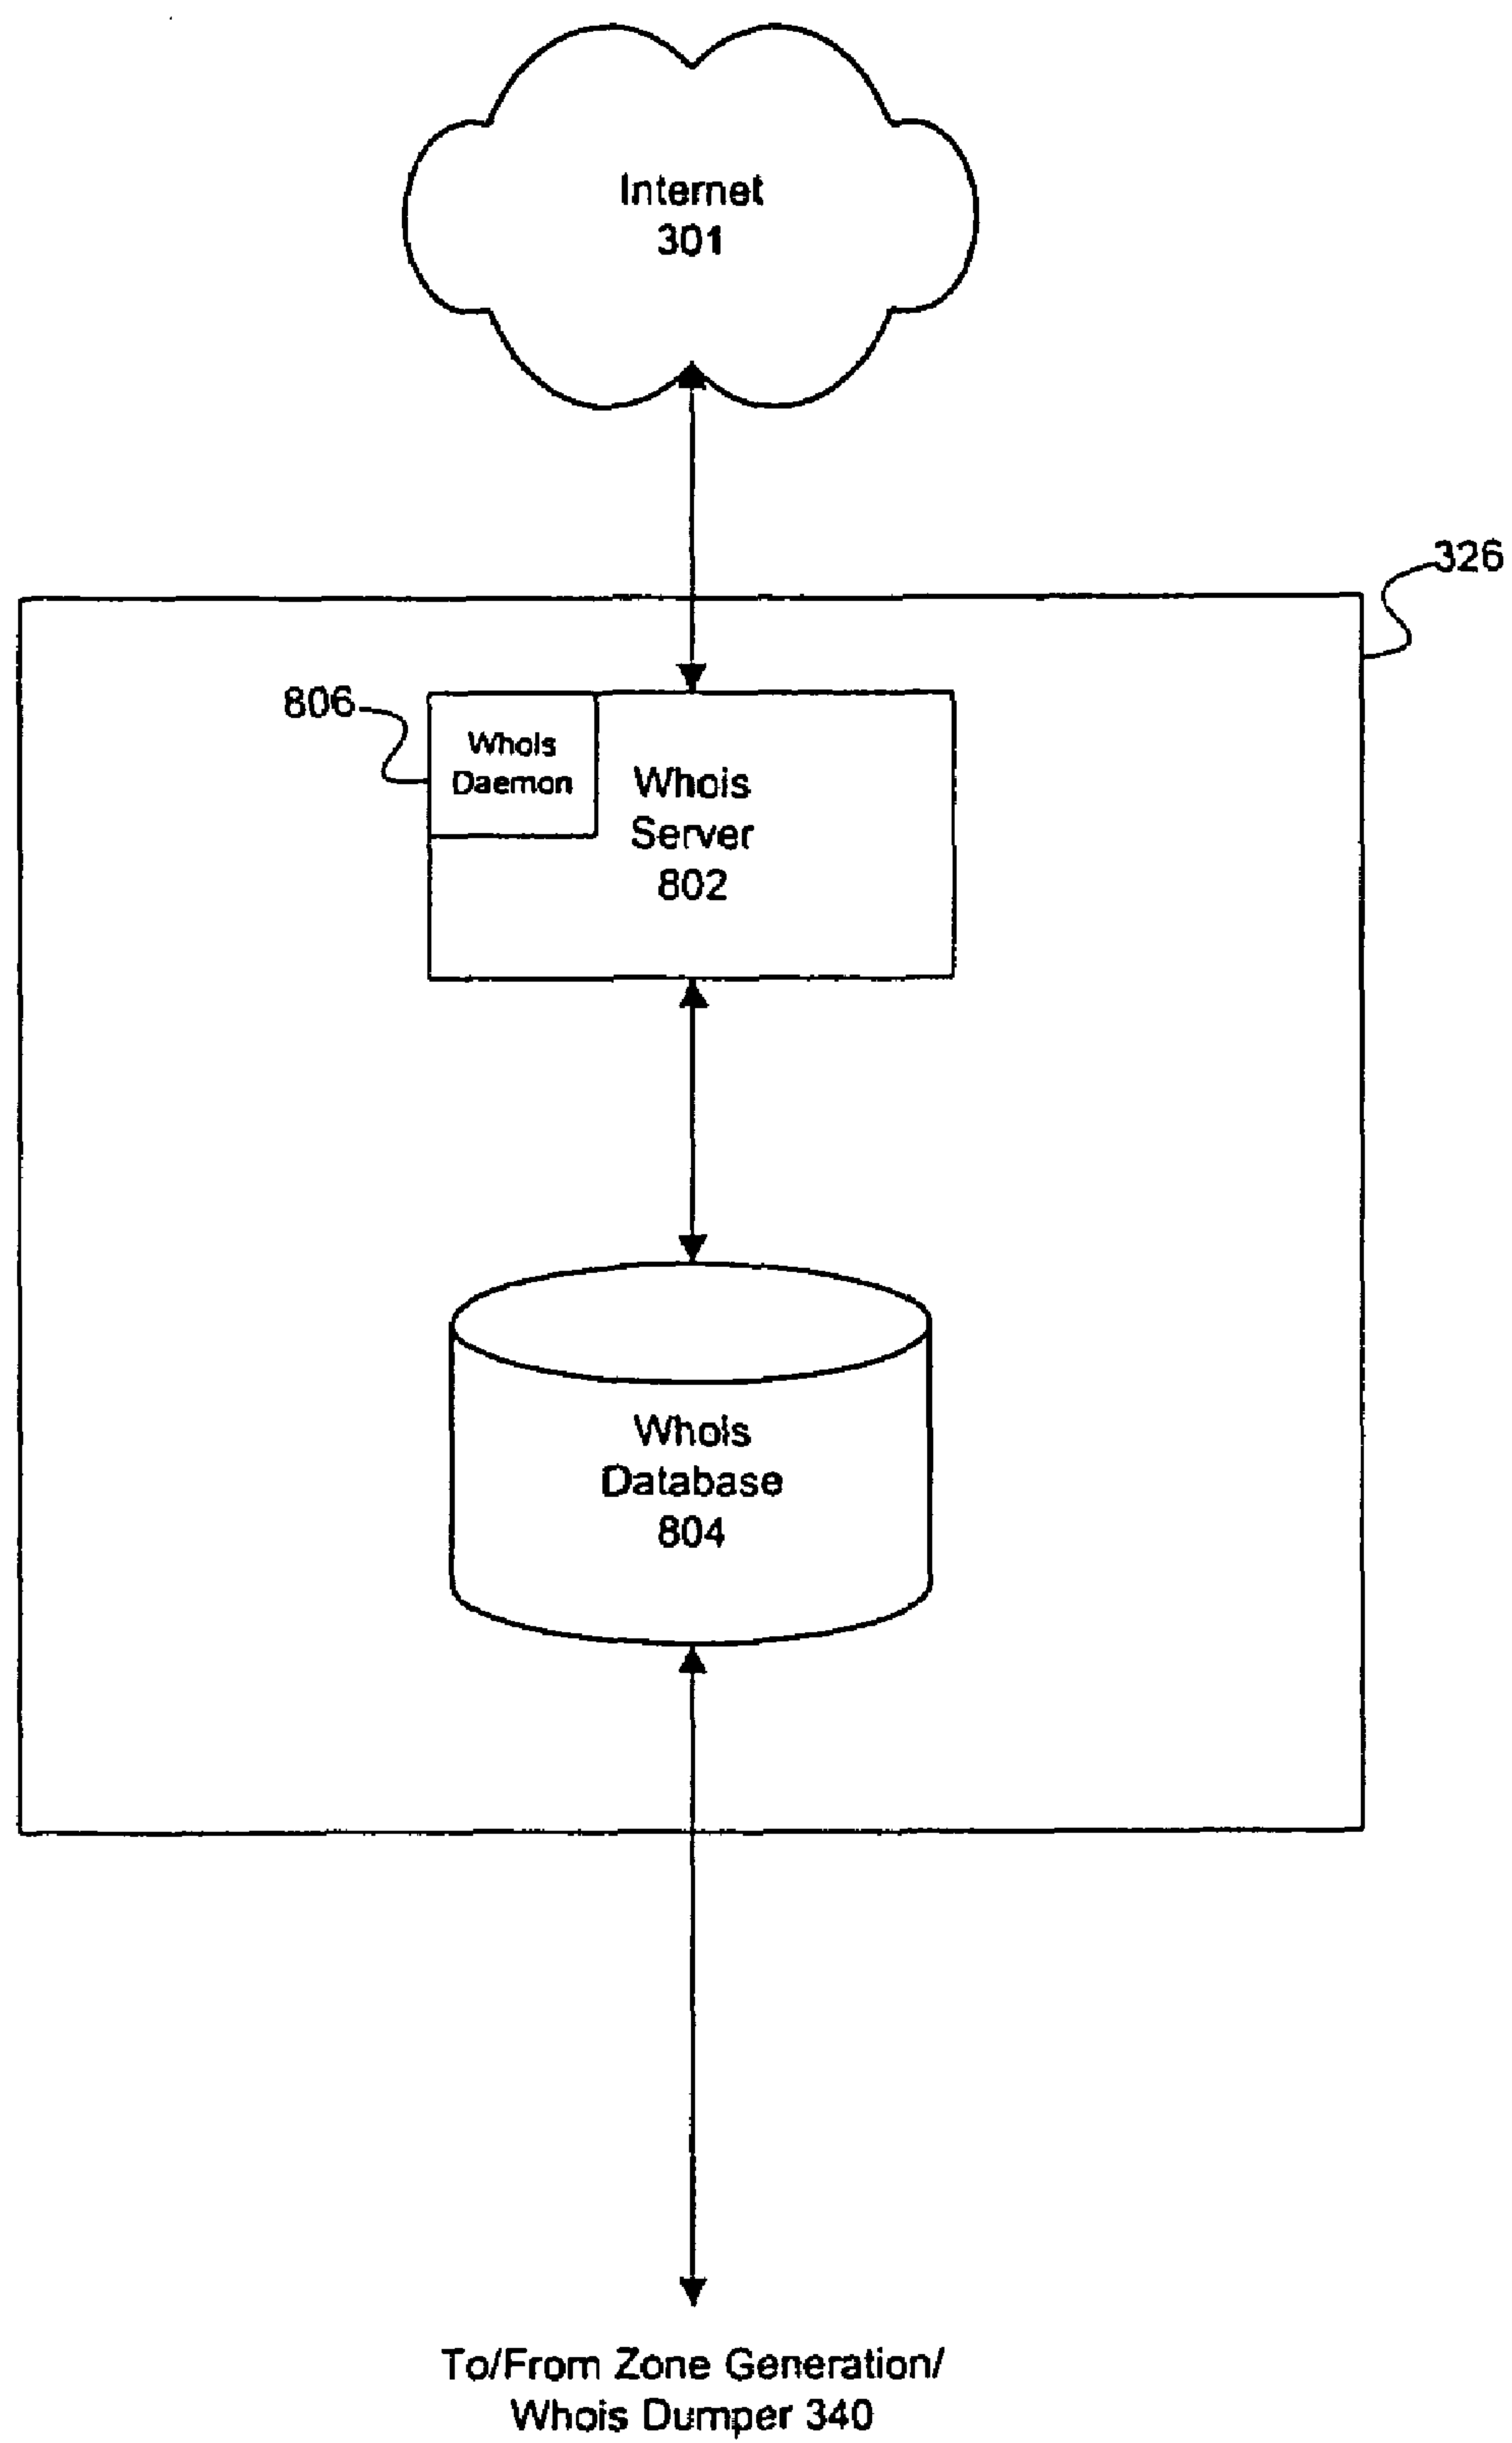 Internet
301
326
806
WhoIs
Daemon
Whois
Server
802
WhoIs
Database
804
To/From Zone Generation/
Whois Dumper 340